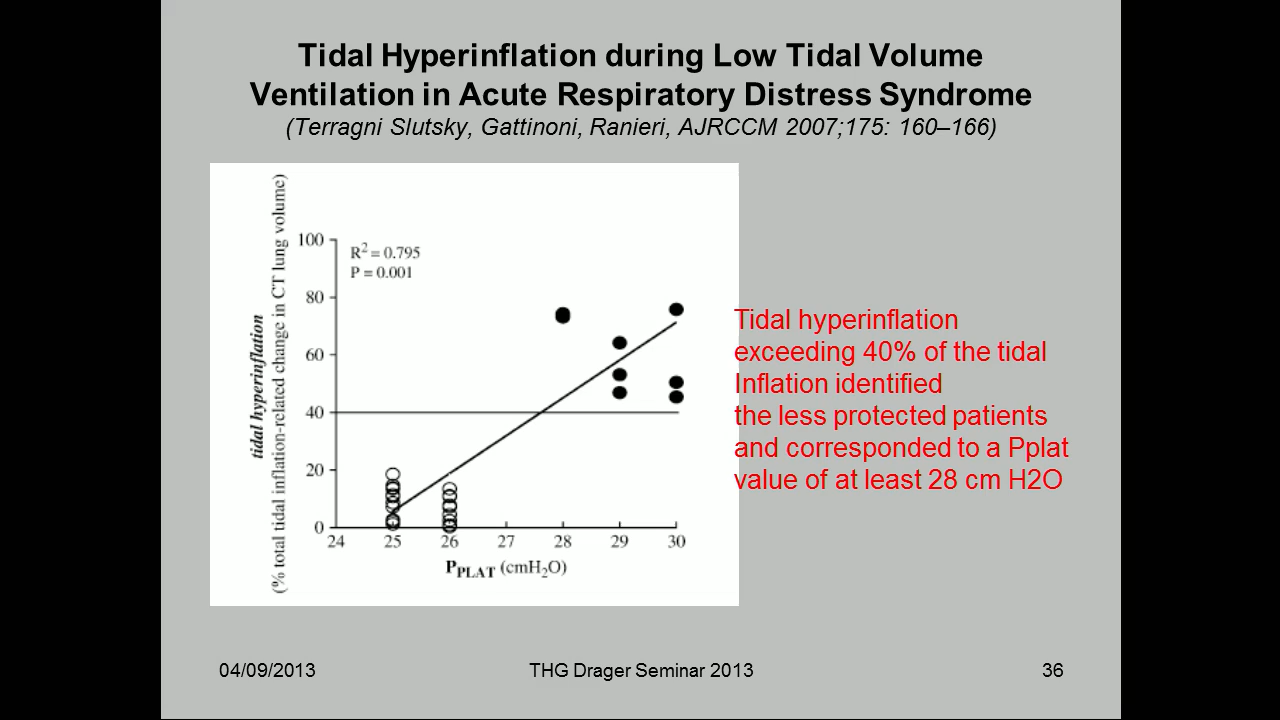 Tidal Hyperinflation during Low Tidal Volume
Ventilation in Acute Respiratory Distress Syndrome
(Terragni Slutsky, Gattinoni, Ranieri, AJRCCM 2007;175: 160–166)
tidal hyperinflation
(% total tidal inflation-related change in CT lung volume)
100
80
60
40
20
0
R² = 0.795
P = 0.001
24 25 26 27 28 29 30
PPLAT (cmH₂O)
Tidal hyperinflation
exceeding 40% of the tidal
Inflation identified
the less protected patients
and corresponded to a Pplat
value of at least 28 cm H2O
04/09/2013 THG Drager Seminar 2013 36